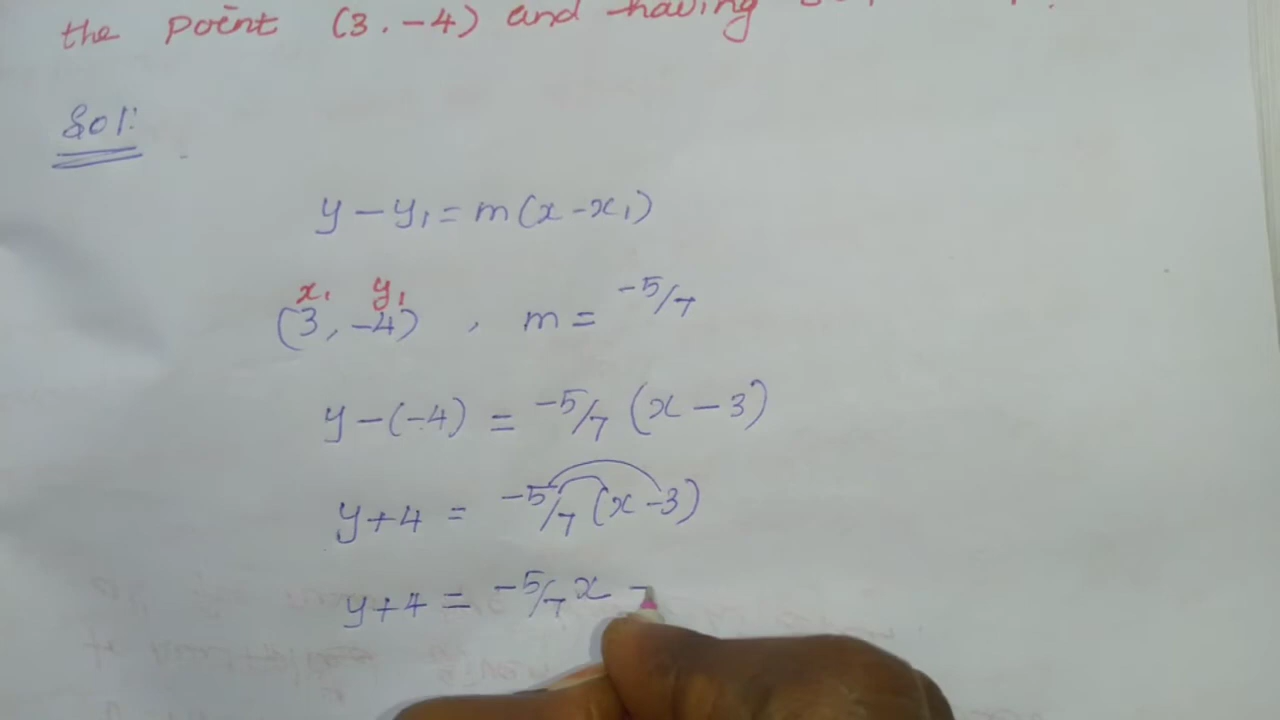 the point (3, -4) and having
Sol:
y - y₁ = m(x - x₁)
x₁ y₁
(3, -4) , m = -5/7
y - (-4) = -5/7 (x - 3)
y + 4 = -5/7 (x - 3)
y + 4 = -5/7 x -